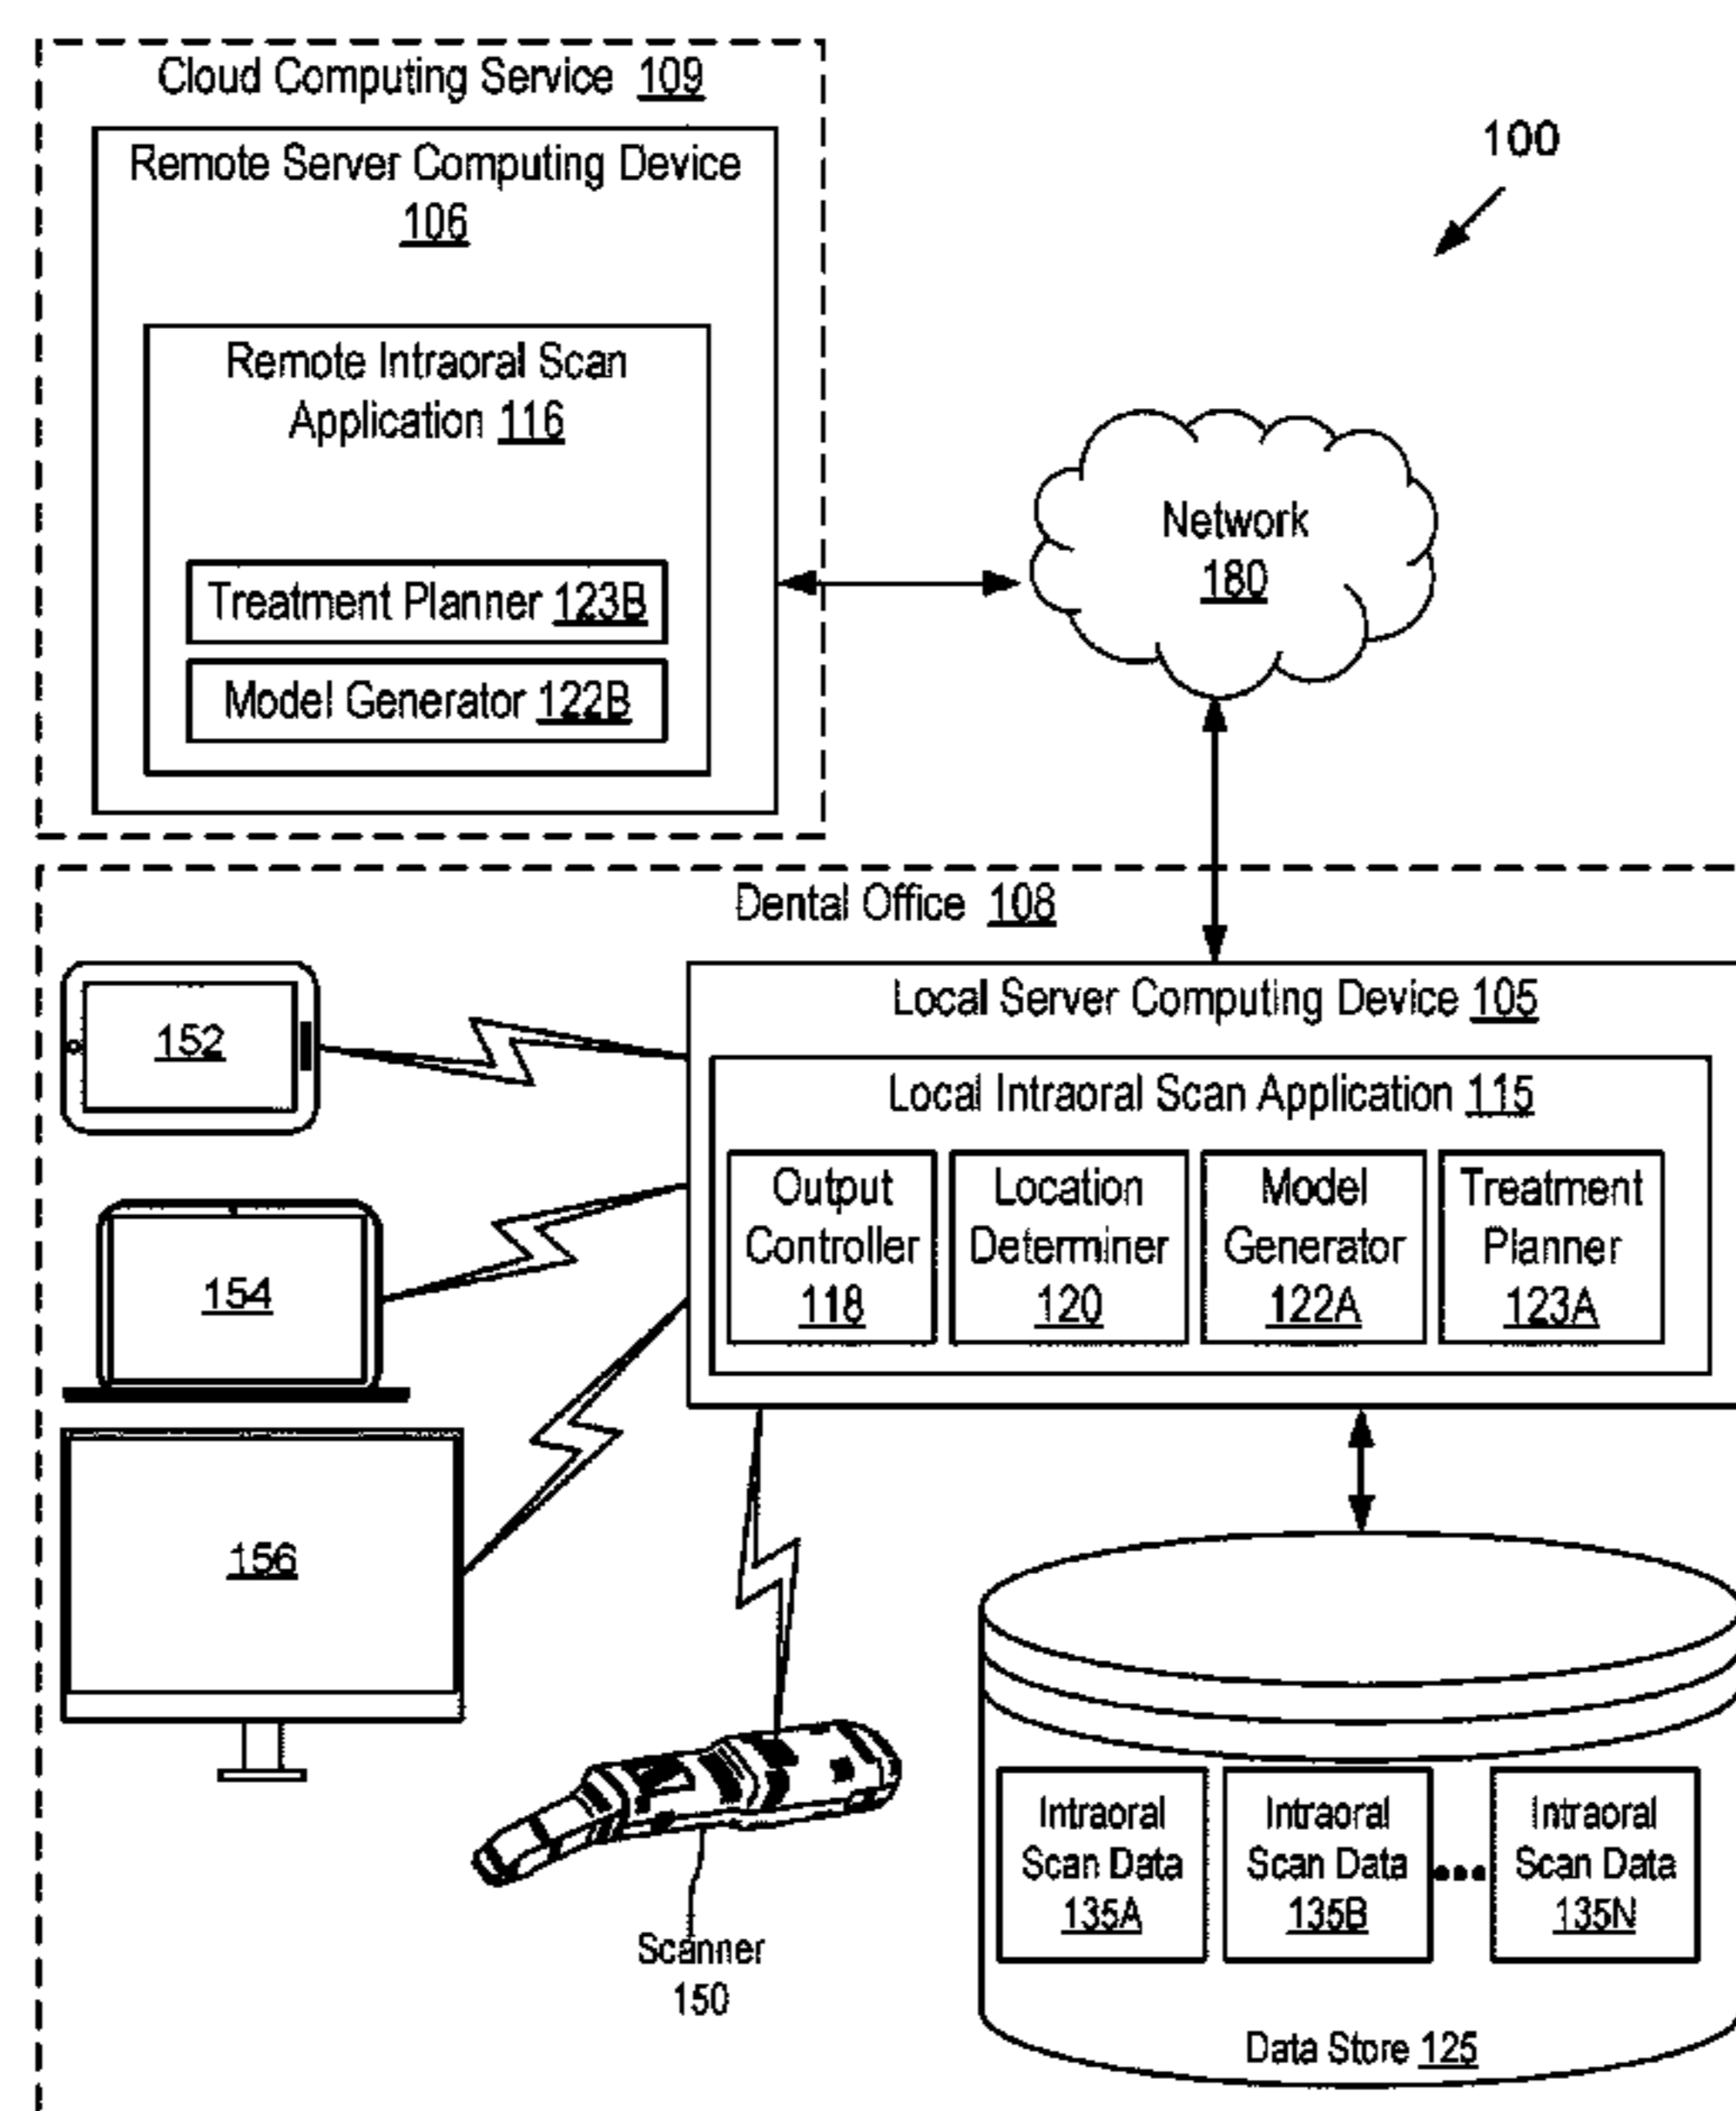 Cloud Computing Service 109
100
Remote Server Computing Device
106
Remote Intraoral Scan
Application 116
Treatment Planner 123B
Model Generator 122B
Network
180
Dental Office 108
Local Server Computing Device 105
Local Intraoral Scan Application 115
Output
Controller
118
Location
Determiner
120
Model
Generator
122A
Treatment
Planner
123A
152
154
156
Scanner
150
Intraoral
Scan Data
135A
Intraoral
Scan Data
135B
Intraoral
Scan Data
135N
Data Store 125